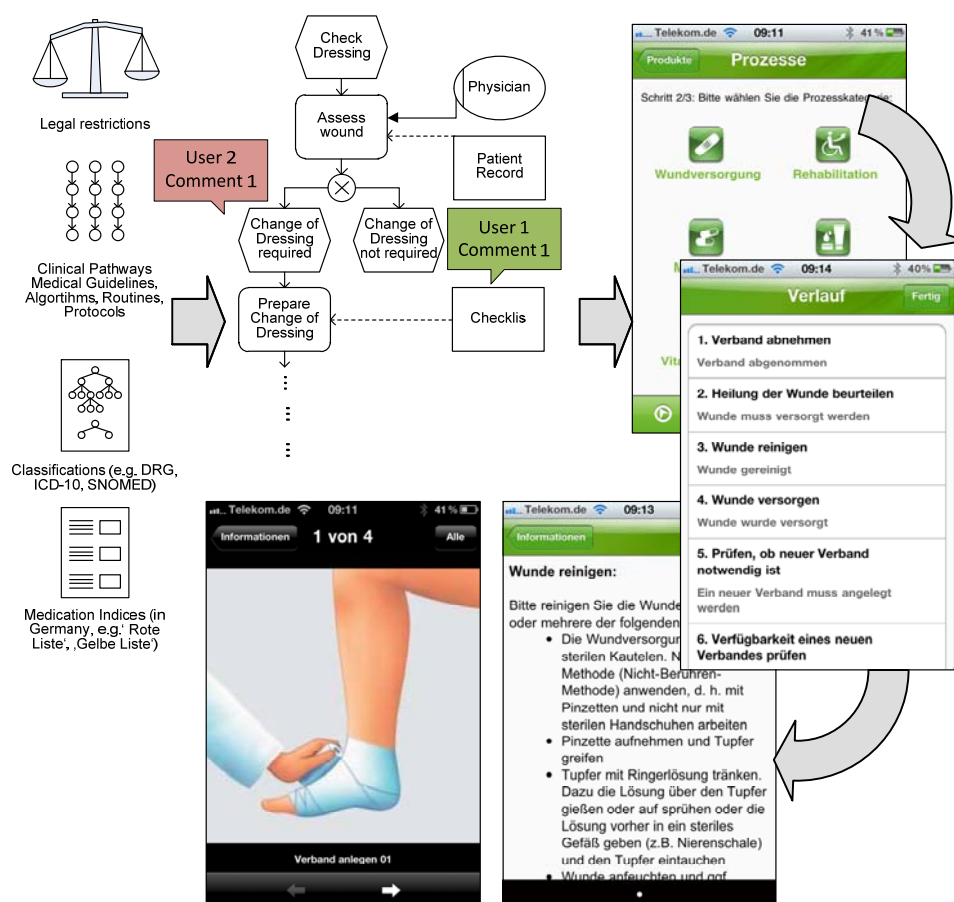 Legal restrictions
Clinical Pathways
Medical Guidelines,
Algortihms, Routines,
Protocols
Classifications (e.g. DRG,
ICD-10, SNOMED)
Medication Indices (in
Germany, e.g.‘ Rote
Liste‘, ‚Gelbe Liste‘)
Check
Dressing
Physician
Assess
wound
Patient
Record
User 2
Comment 1
Change of
Dressing
required
Change of
Dressing
not required
User 1
Comment 1
Prepare
Change of
Dressing
Checklis
Telekom.de 09:11 41 %
Produkte Prozesse
Schritt 2/3: Bitte wählen Sie die Prozesskategorie:
Wundversorgung Rehabilitation
Telekom.de 09:14 40%
Verlauf Fertig
1. Verband abnehmen
Verband abgenommen
2. Heilung der Wunde beurteilen
Wunde muss versorgt werden
3. Wunde reinigen
Wunde gereinigt
4. Wunde versorgen
Wunde wurde versorgt
5. Prüfen, ob neuer Verband
notwendig ist
Ein neuer Verband muss angelegt
werden
6. Verfügbarkeit eines neuen
Verbandes prüfen
Telekom.de 09:11 41 %
Informationen 1 von 4 Alle
Verband anlegen 01
Telekom.de 09:13
Informationen
Wunde reinigen:
Bitte reinigen Sie die Wunde
oder mehrere der folgenden
• Die Wundversorgun
sterilen Kautelen. N
Methode (Nicht-Berühren-
Methode) anwenden, d. h. mit
Pinzetten und nicht nur mit
sterilen Handschuhen arbeiten
• Pinzette aufnehmen und Tupfer
greifen
• Tupfer mit Ringerlösung tränken.
Dazu die Lösung über den Tupfer
gießen oder auf sprühen oder die
Lösung vorher in ein steriles
Gefäß geben (z.B. Nierenschale)
und den Tupfer eintauchen
• Wunde anfeuchten und ggf